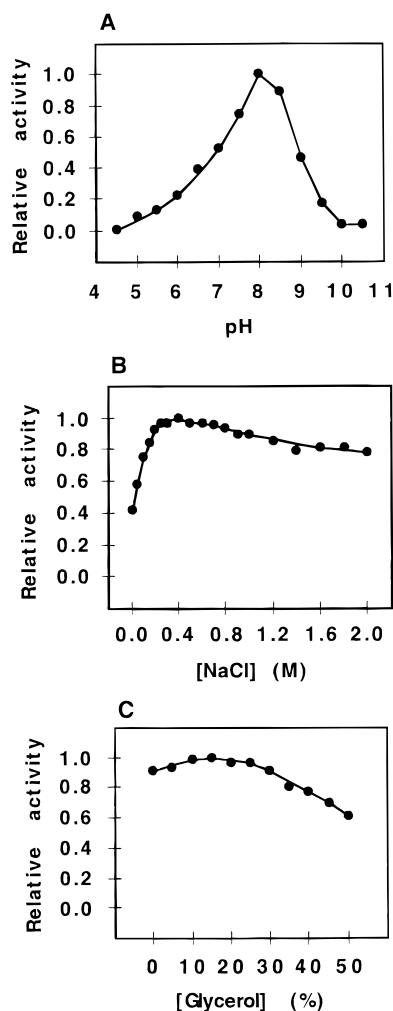 A
Relative activity
1.0
0.8
0.6
0.4
0.2
0.0
4 5 6 7 8 9 10 11
pH
B
Relative activity
1.0
0.8
0.6
0.4
0.2
0.0
0.0 0.4 0.8 1.2 1.6 2.0
[NaCl] (M)
C
Relative activity
1.0
0.8
0.6
0.4
0.2
0.0
0 10 20 30 40 50
[Glycerol] (%)